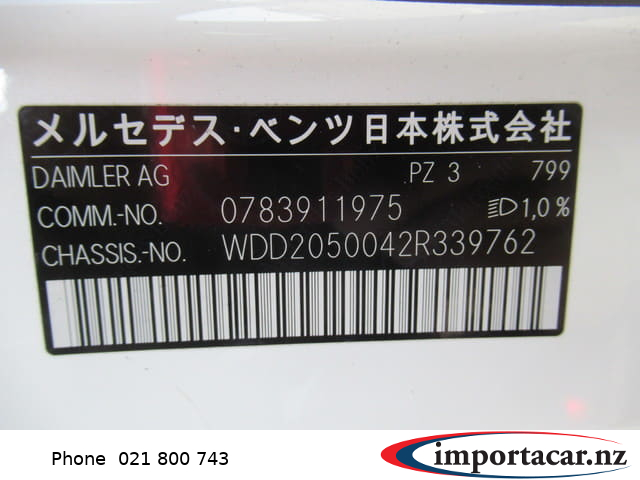 メルセデス・ベンツ日本株式会社
DAIMLER AG PZ 3 799
COMM.-NO. 0783911975 1,0%
CHASSIS.-NO. WDD2050042R339762
Phone 021 800 743
importacar.nz